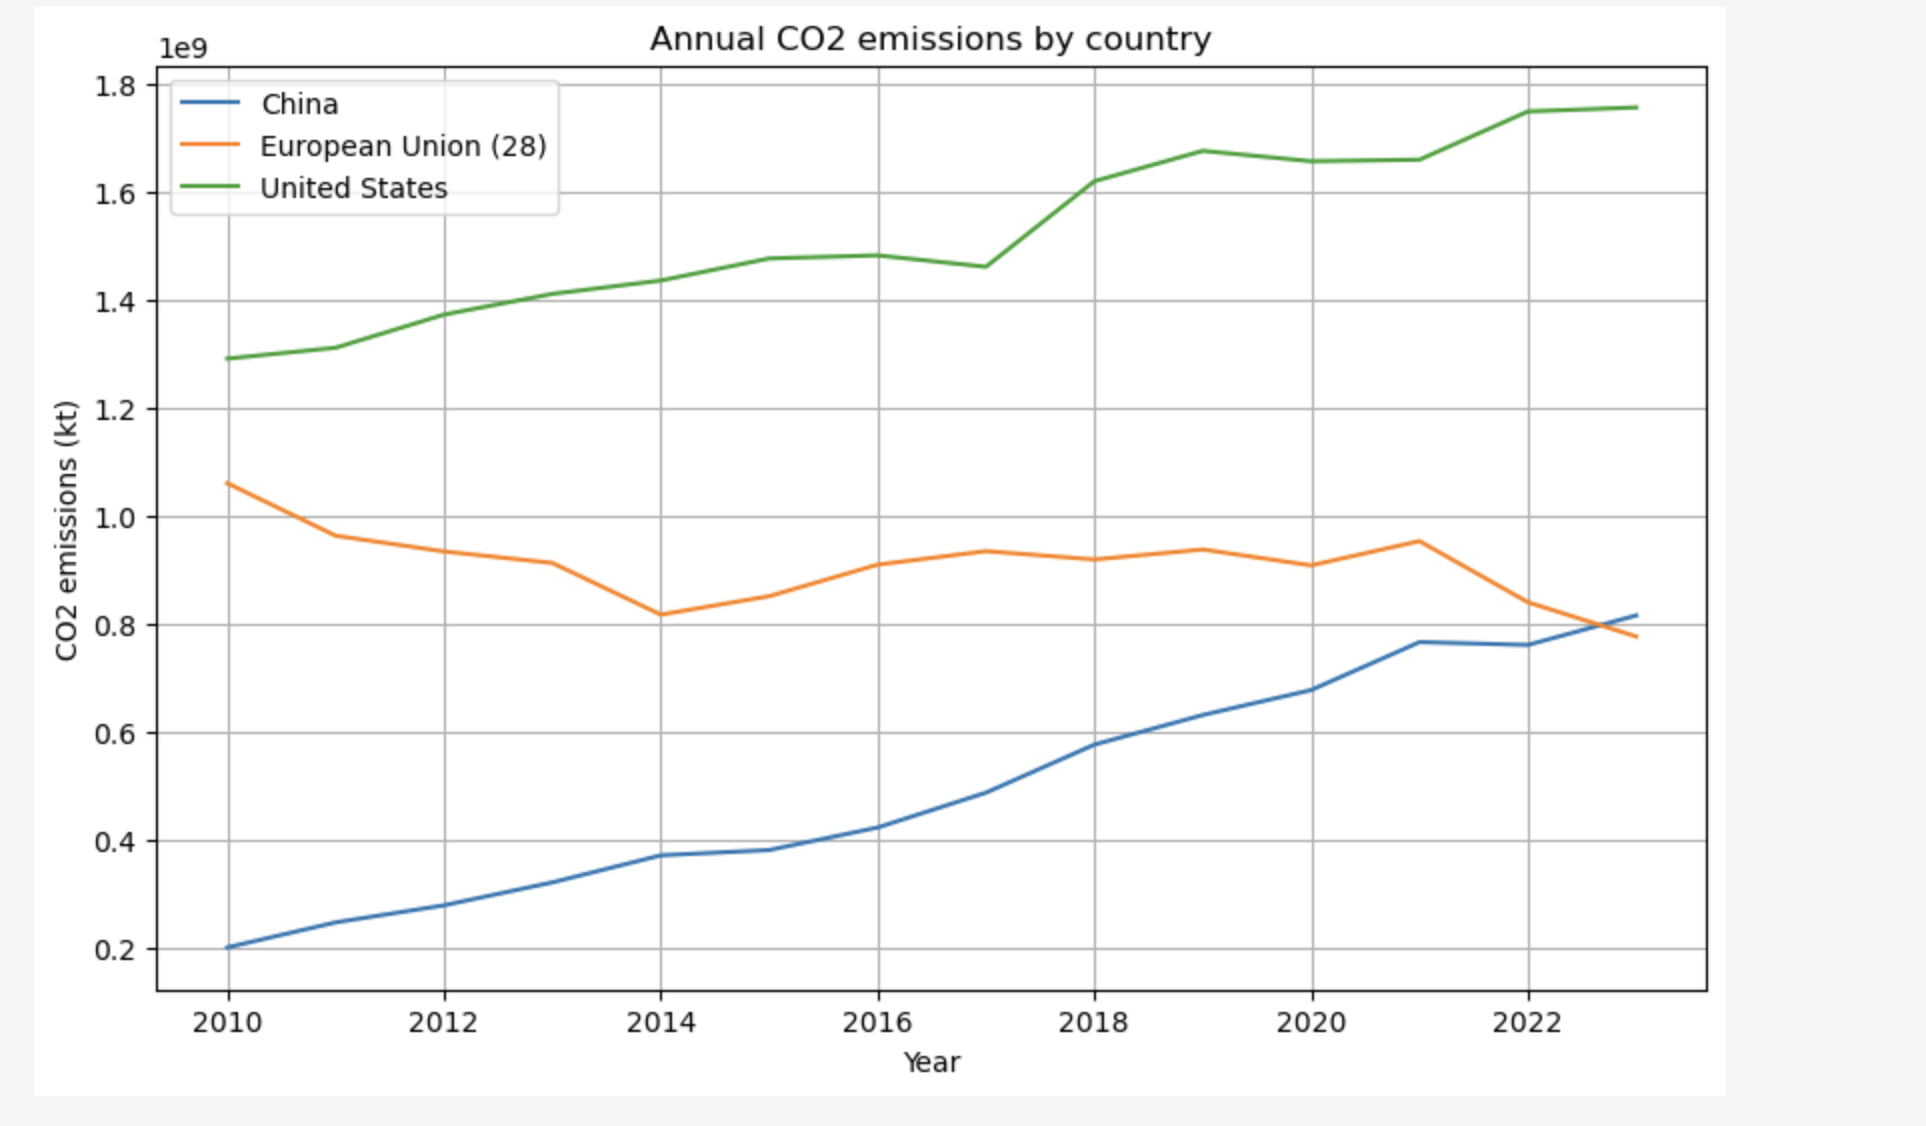 Annual CO2 emissions by country
1e9
China
European Union (28)
United States
1.8
1.6
1.4
1.2
1.0
0.8
0.6
0.4
0.2
CO2 emissions (kt)
2010 2012 2014 2016 2018 2020 2022
Year